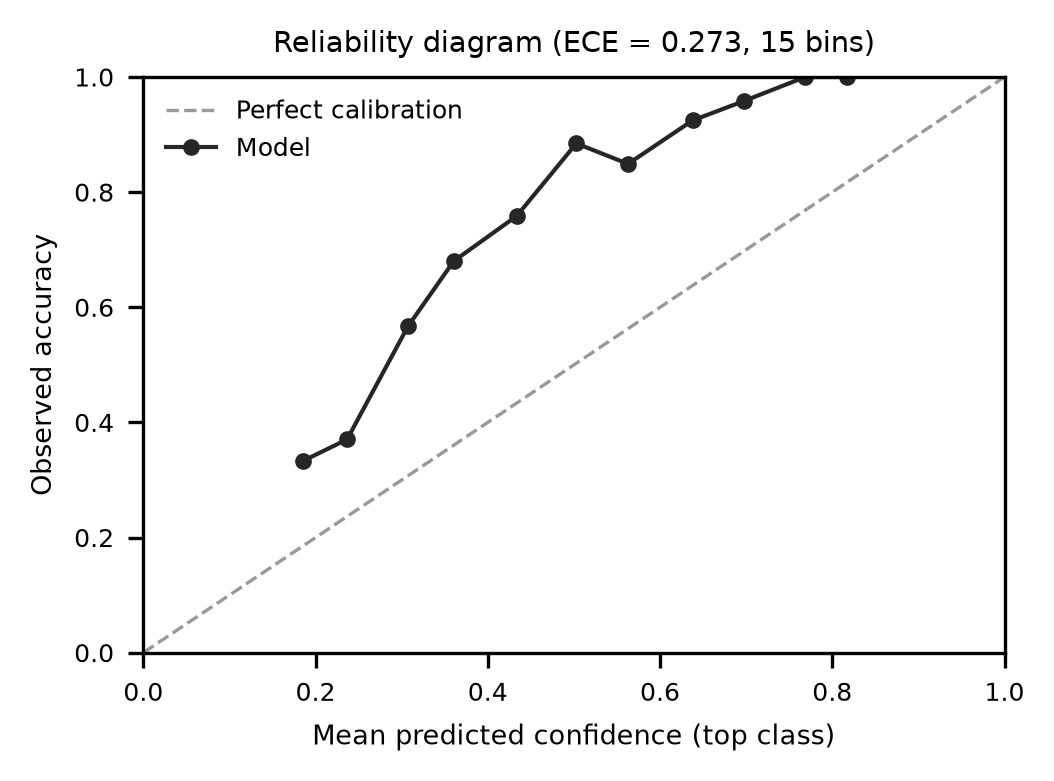 Reliability diagram (ECE = 0.273, 15 bins)
Perfect calibration
Model
1.0
0.8
0.6
0.4
0.2
0.0
Observed accuracy
0.0 0.2 0.4 0.6 0.8 1.0
Mean predicted confidence (top class)